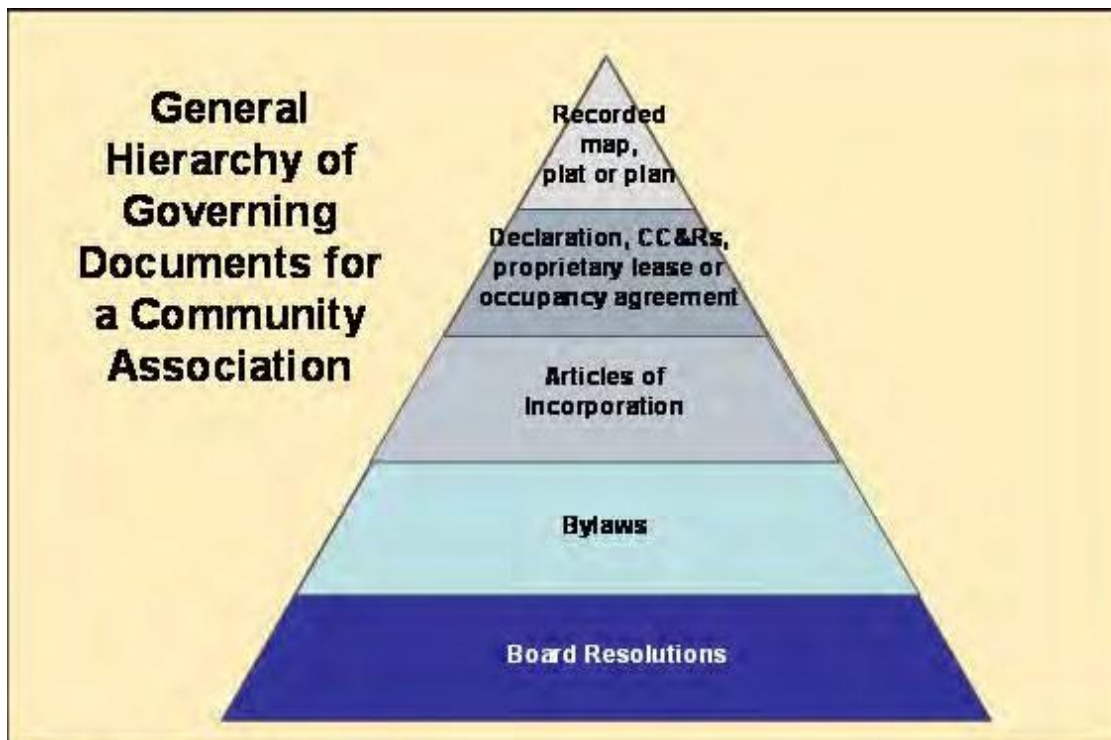 General
Hierarchy of
Governing
Documents for
a Community
Association
Recorded
map,
plat or plan
Declaration, CC&Rs,
proprietary lease or
occupancy agreement
Articles of
Incorporation
Bylaws
Board Resolutions